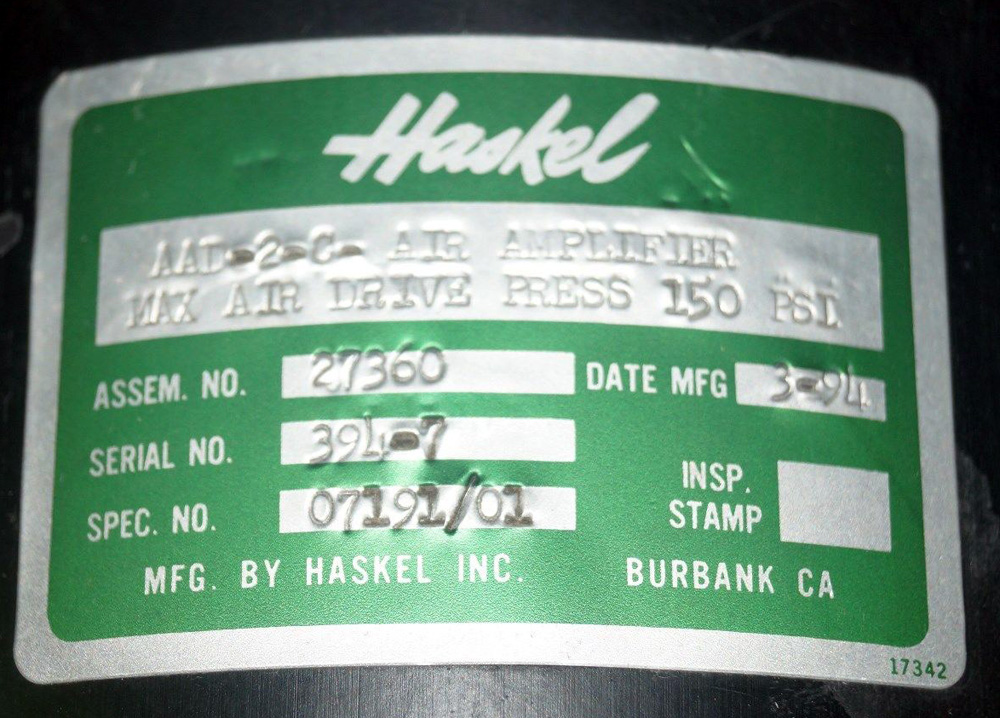 Haskel
AAD-2-C- AIR AMPLIFIER
MAX AIR DRIVE PRESS 150 PSI
ASSEM. NO. 27360 DATE MFG 3-94
SERIAL NO. 394-7
SPEC. NO. 07191/01
INSP.
STAMP
MFG. BY HASKEL INC. BURBANK CA
17342